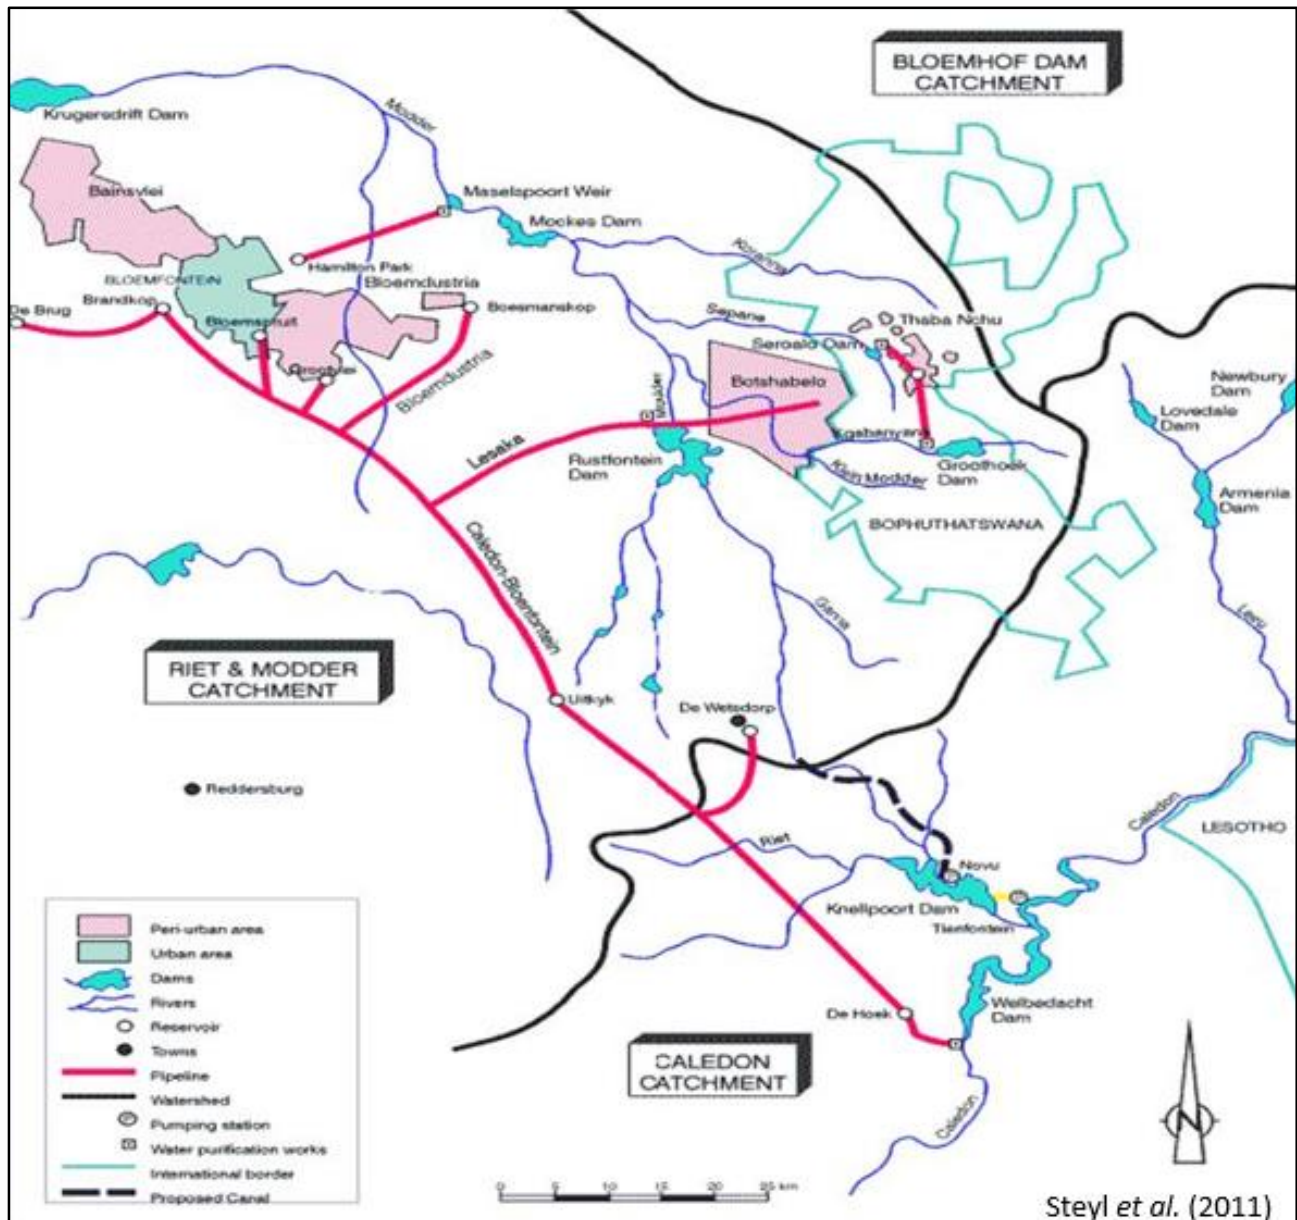 BLOEMHOF DAM
CATCHMENT
Krugersdrift Dam
Modder
Bainsvlei
Maselspoort Weir
Mockes Dam
Koranna
Hamilton Park
BLOEMFONTEIN
Bloemdustria
De Brug
Brandkop
Boesmanskop
Bloemspruit
Sepane
Thaba Nchu
Seroalo Dam
Botshabelo
Newbury
Dam
Lovedale
Dam
Bloemdustria
Modder
Lesaka
Rustfontein
Dam
Kgabanyane
Klein Modder
Groothoek
Dam
Armenia
Dam
BOPHUTHATSWANA
Caledon-Bloemfontein
Leeu
RIET & MODDER
CATCHMENT
Uitkyk
De Wetsdorp
Reddersburg
Riet
Caledon
LESOTHO
Novu
Knellpoort Dam
Tienfontein
De Hoek
Welbedacht
Dam
CALEDON
CATCHMENT
Caledon
Peri-urban area
Urban area
Dams
Rivers
Reservoir
Towns
Pipeline
Watershed
Pumping station
Water purification works
International border
Proposed Canal
0 5 10 15 20 25 km
N
Steyl et al. (2011)